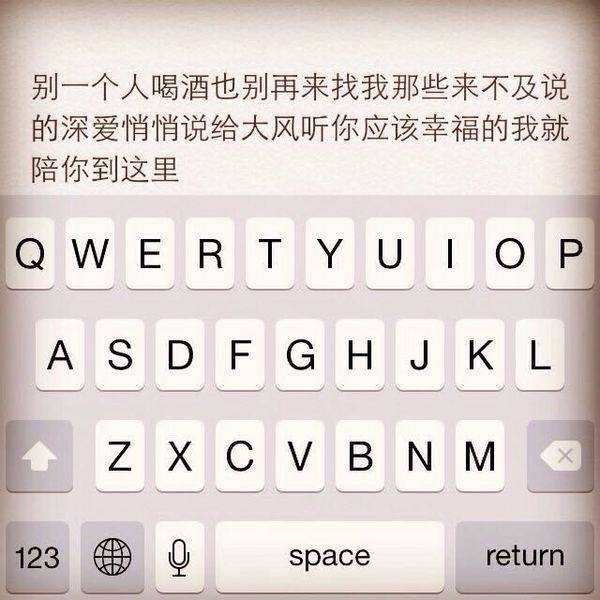 别一个人喝酒也别再来找我那些来不及说
的深爱悄悄说给大风听你应该幸福的我就
陪你到这里
Q W E R T Y U I O P
A S D F G H J K L
Z X C V B N M
123 space return